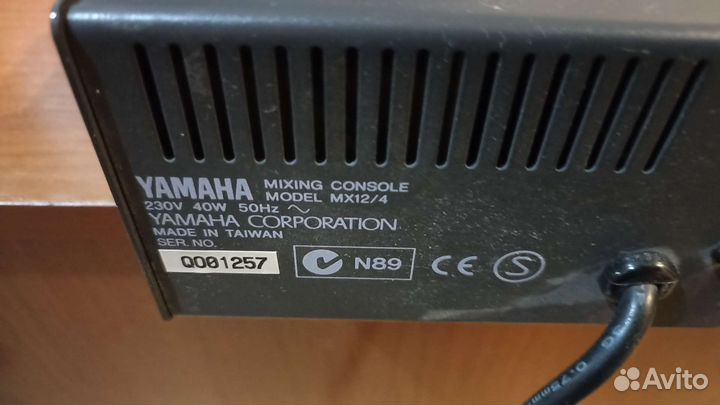 YAMAHA MIXING CONSOLE
MODEL MX12/4
230V 40W 50Hz ~
YAMAHA CORPORATION
MADE IN TAIWAN
SER. NO.
QO01257
N89 CE S
Avito